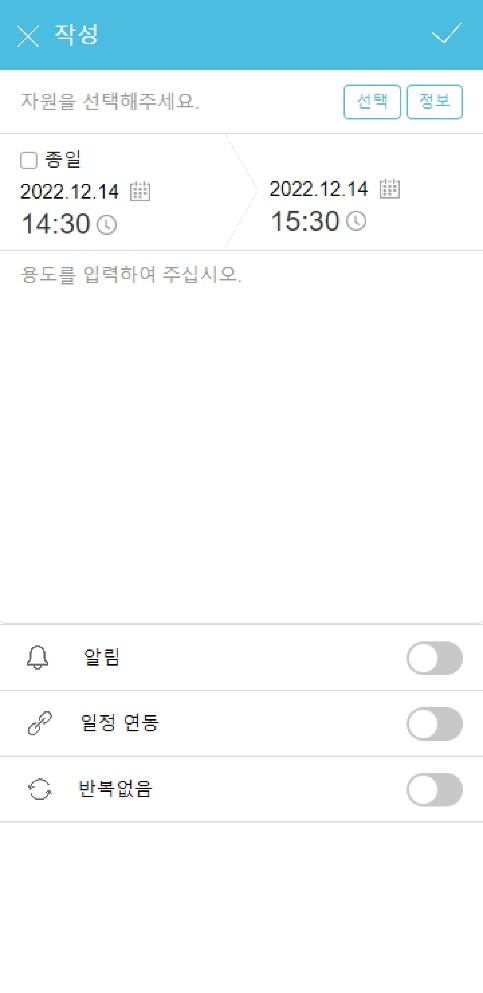 작성
자원을 선택해주세요. 선택 정보
종일
2022.12.14 2022.12.14
14:30 15:30
용도를 입력하여 주십시오.
알림
일정 연동
반복없음